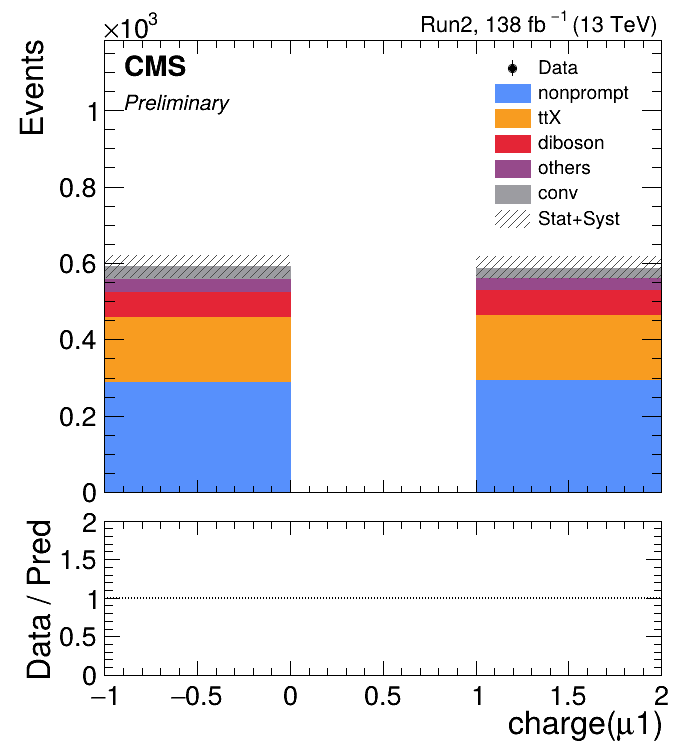 ×10³
Run2, 138 fb⁻¹ (13 TeV)
CMS
Preliminary
Data
nonprompt
ttX
diboson
others
conv
Stat+Syst
Events
1
0.8
0.6
0.4
0.2
0
Data / Pred
2
1.5
1
0.5
0
−1 −0.5 0 0.5 1 1.5 2
charge(μ1)